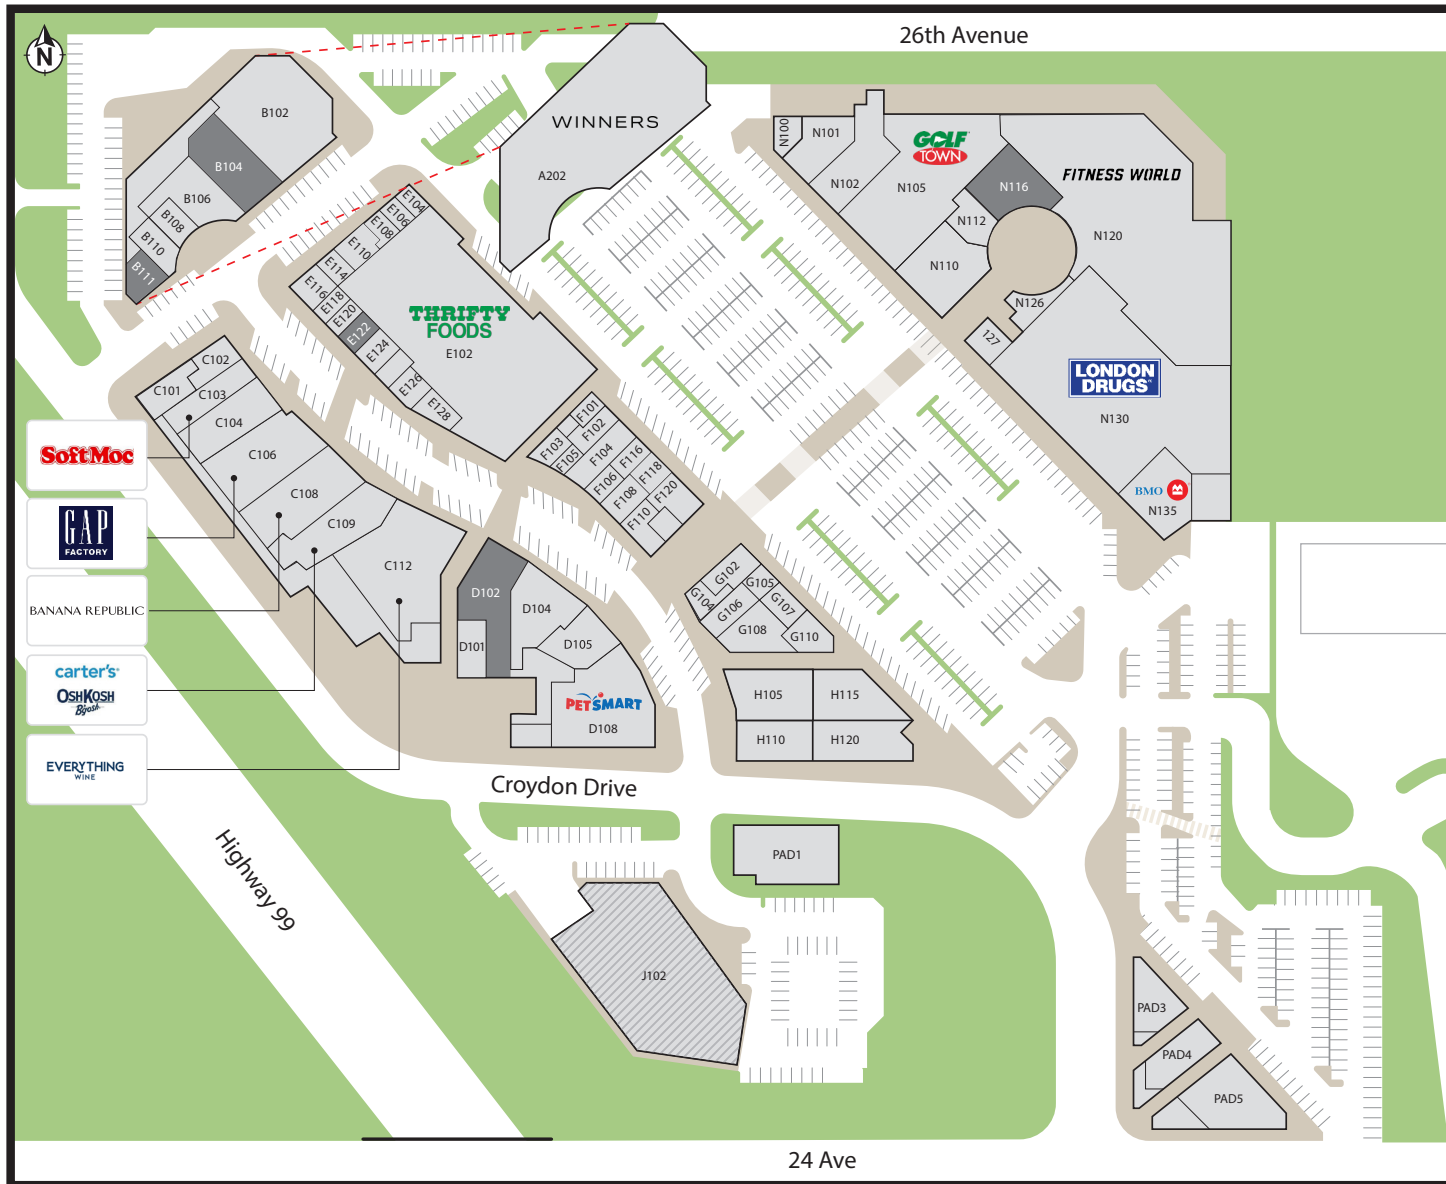 26th Avenue
N
B102
B104
B106
B108
B110
B111
WINNERS
A202
E104
E106
E108
E110
E114
E116
E118
E120
E122
E124
E126
E128
THRIFTY
FOODS
E102
N100
N101
N102
GOLF
TOWN
N105
N116
FITNESS WORLD
N112
N110
N120
N126
127
LONDON
DRUGS
N130
BMO
N135
C101
C102
C103
C104
C106
C108
C109
C112
SoftMoc
GAP
FACTORY
BANANA REPUBLIC
carter's
OSHKOSH
B'gosh
EVERYTHING
WINE
F101
F102
F103
F105
F104
F106
F116
F118
F108
F120
F110
D102
D104
D101
D105
PETSMART
D108
G102
G105
G104
G106
G107
G108
G110
H105
H115
H110
H120
Croydon Drive
Highway 99
PAD1
J102
PAD3
PAD4
PAD5
24 Ave